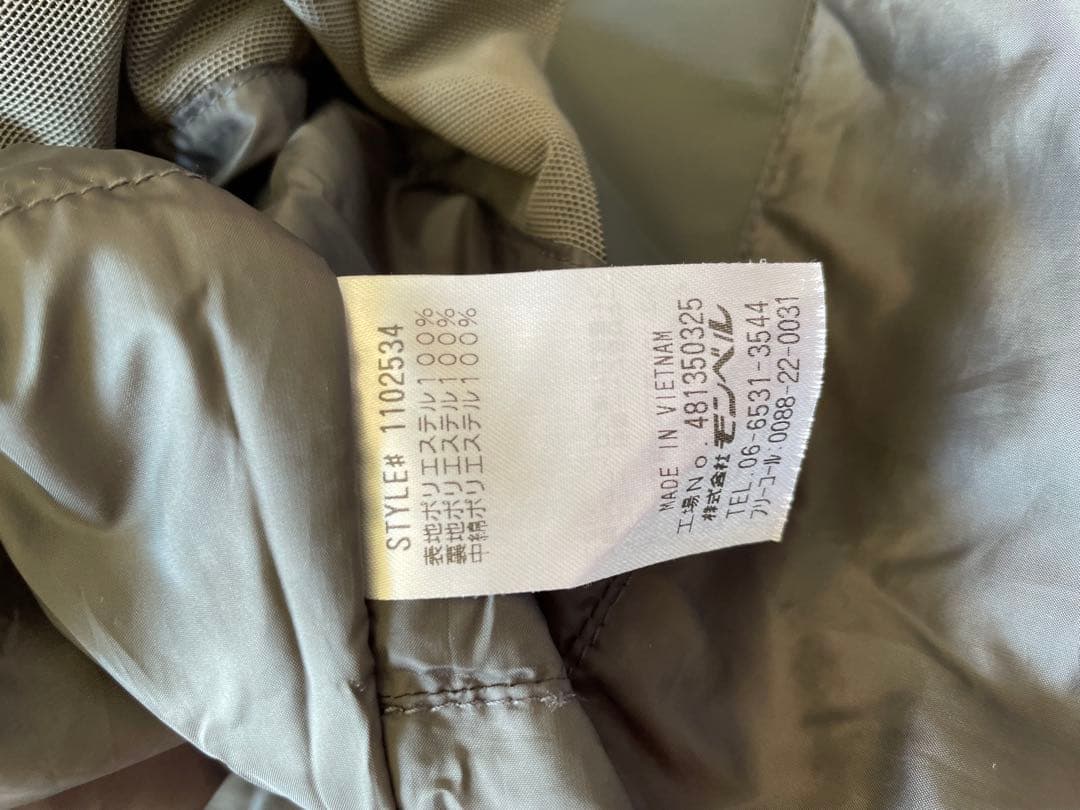 STYLE# 1102534
表地ポリエステル100%
裏地ポリエステル100%
中綿ポリエステル100%
MADE IN VIETNAM
工場No. 481350325
株式会社 モンベル
TEL.06-6531-3544
フリーコール:0088-22-0031